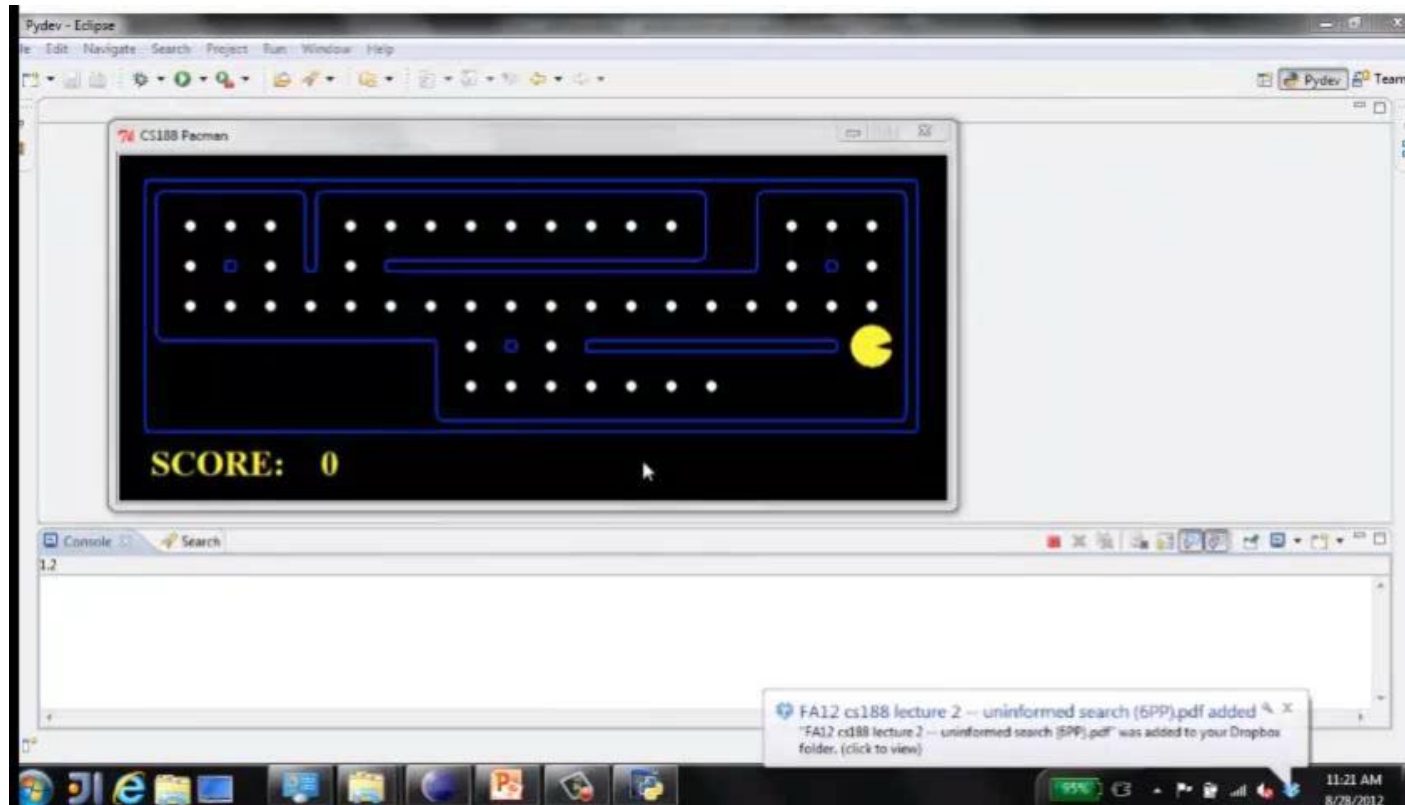 Pydev - Eclipse
le Edit Navigate Search Project Run Window Help
Pydev Team
CS188 Pacman
SCORE: 0
Console Search
1.2
FA12 cs188 lecture 2 -- uninformed search (6PP).pdf added
"FA12 cs188 lecture 2 -- uninformed search (6PP).pdf" was added to your Dropbox
folder. (click to view)
95%
11:21 AM
8/28/2012